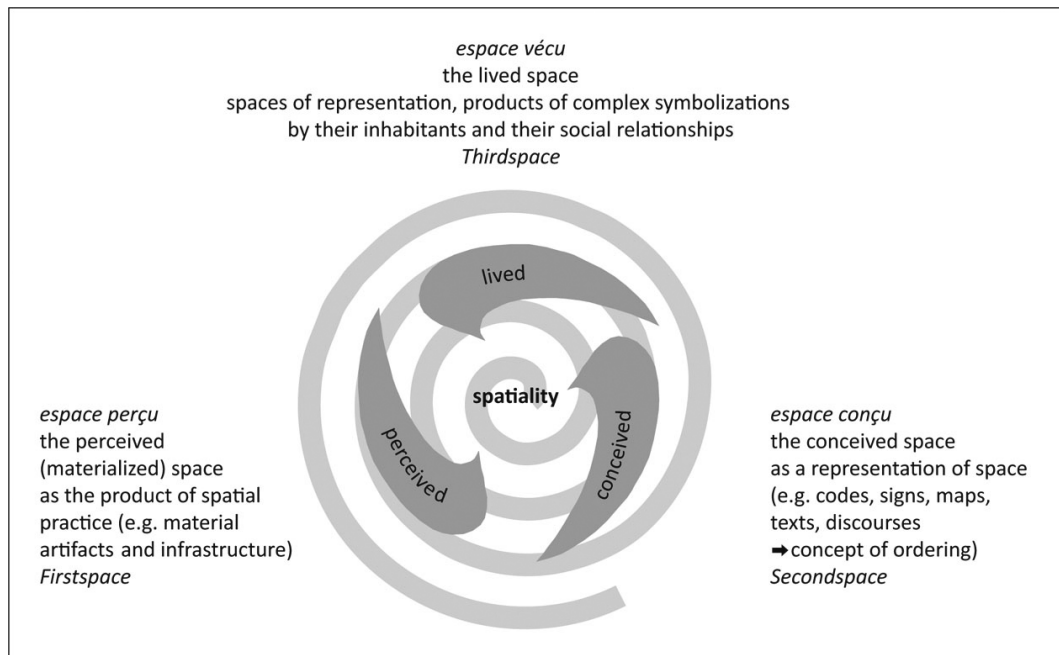 espace vécu
the lived space
spaces of representation, products of complex symbolizations
by their inhabitants and their social relationships
Thirdspace
lived
spatiality
perceived
conceived
espace perçu
the perceived
(materialized) space
as the product of spatial
practice (e.g. material
artifacts and infrastructure)
Firstspace
espace conçu
the conceived space
as a representation of space
(e.g. codes, signs, maps,
texts, discourses
➡concept of ordering)
Secondspace